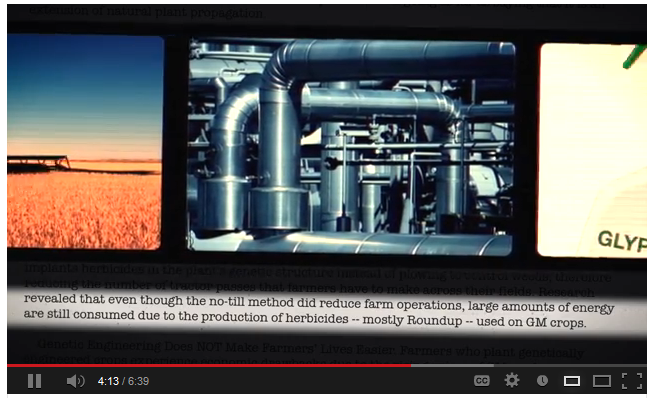 extension of natural plant propagation.
GLYP
implants herbicides in the plant's genetic structure instead of plowing to control weeds, therefore
reducing the number of tractor passes that farmers have to make across their fields. Research
revealed that even though the no-till method did reduce farm operations, large amounts of energy
are still consumed due to the production of herbicides -- mostly Roundup -- used on GM crops.
Genetic Engineering Does NOT Make Farmers' Lives Easier. Farmers who plant genetically
4:13 / 6:39
CC